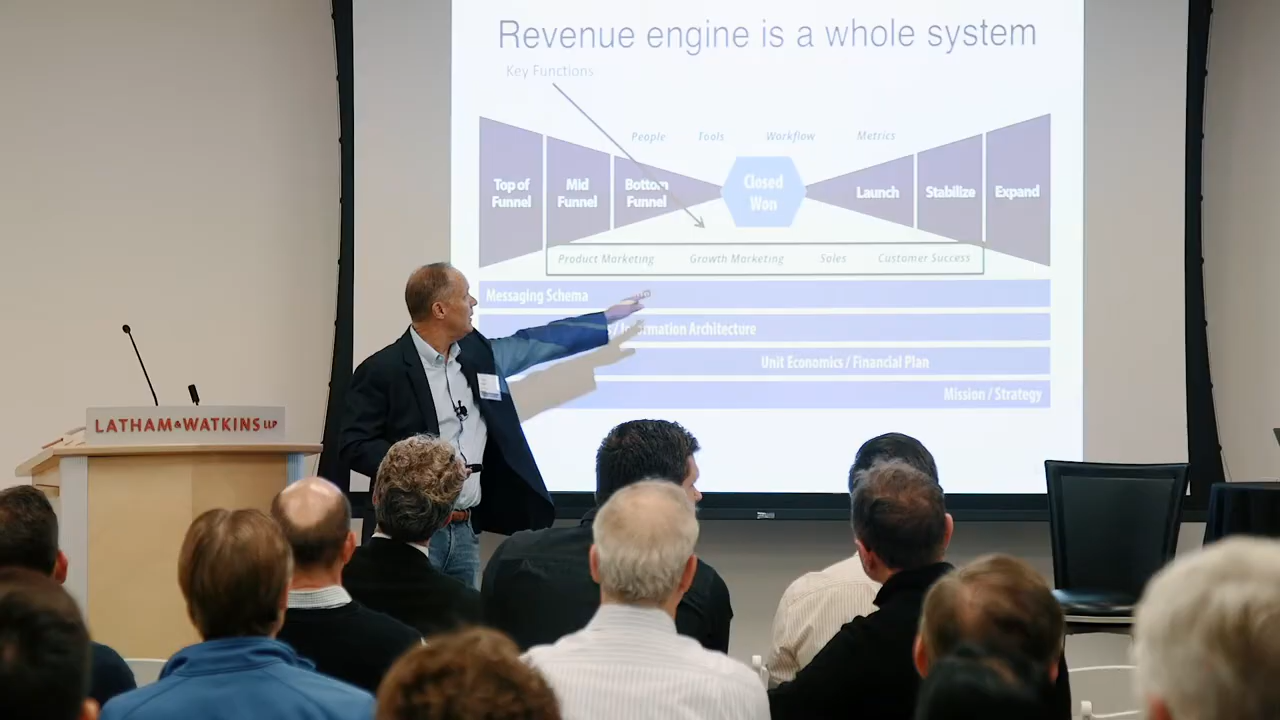 Revenue engine is a whole system
Key Functions
People Tools Workflow Metrics
Top of
Funnel
Mid
Funnel
Bottom
Funnel
Closed
Won
Launch
Stabilize
Expand
Product Marketing Growth Marketing Sales Customer Success
Messaging Schema
/ Information Architecture
Unit Economics / Financial Plan
Mission / Strategy
LATHAM&WATKINS LLP